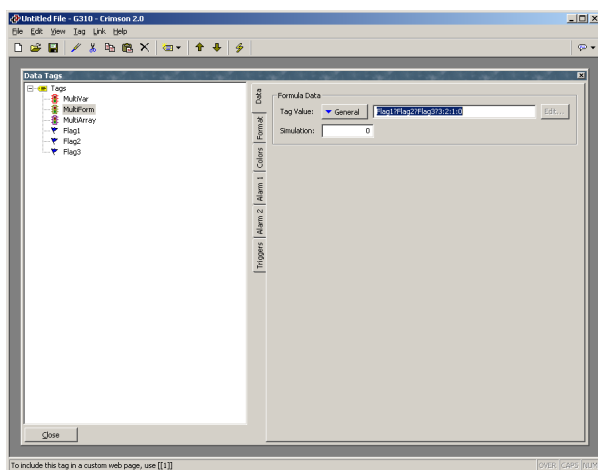 Untitled File - G310 - Crimson 2.0
File Edit View Tag Link Help
Data Tags
Tags
MultiVar
MultiForm
MultiArray
Flag1
Flag2
Flag3
Data
Format
Colors
Alarm 1
Alarm 2
Triggers
Formula Data
Tag Value: General Flag1?Flag2?Flag3?3:2:1:0 Edit...
Simulation: 0
Close
To include this tag in a custom web page, use [[1]]
OVER CAPS NUM